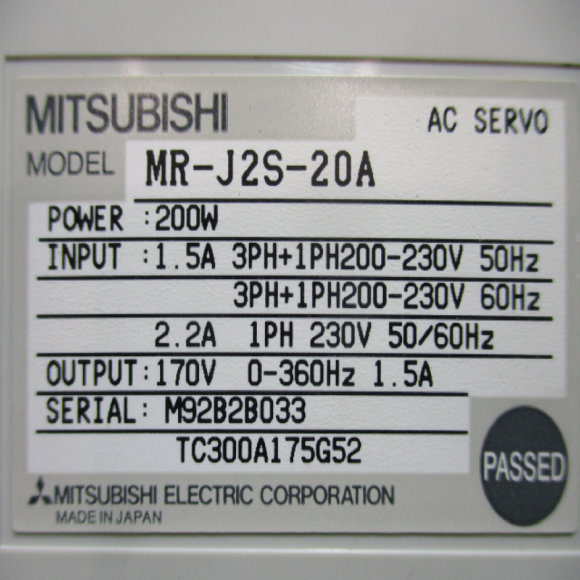 MITSUBISHI AC SERVO
MODEL MR-J2S-20A
POWER :200W
INPUT :1.5A 3PH+1PH200-230V 50Hz
3PH+1PH200-230V 60Hz
2.2A 1PH 230V 50/60Hz
OUTPUT:170V 0-360Hz 1.5A
SERIAL: M92B2B033
TC300A175G52
PASSED
MITSUBISHI ELECTRIC CORPORATION
MADE IN JAPAN